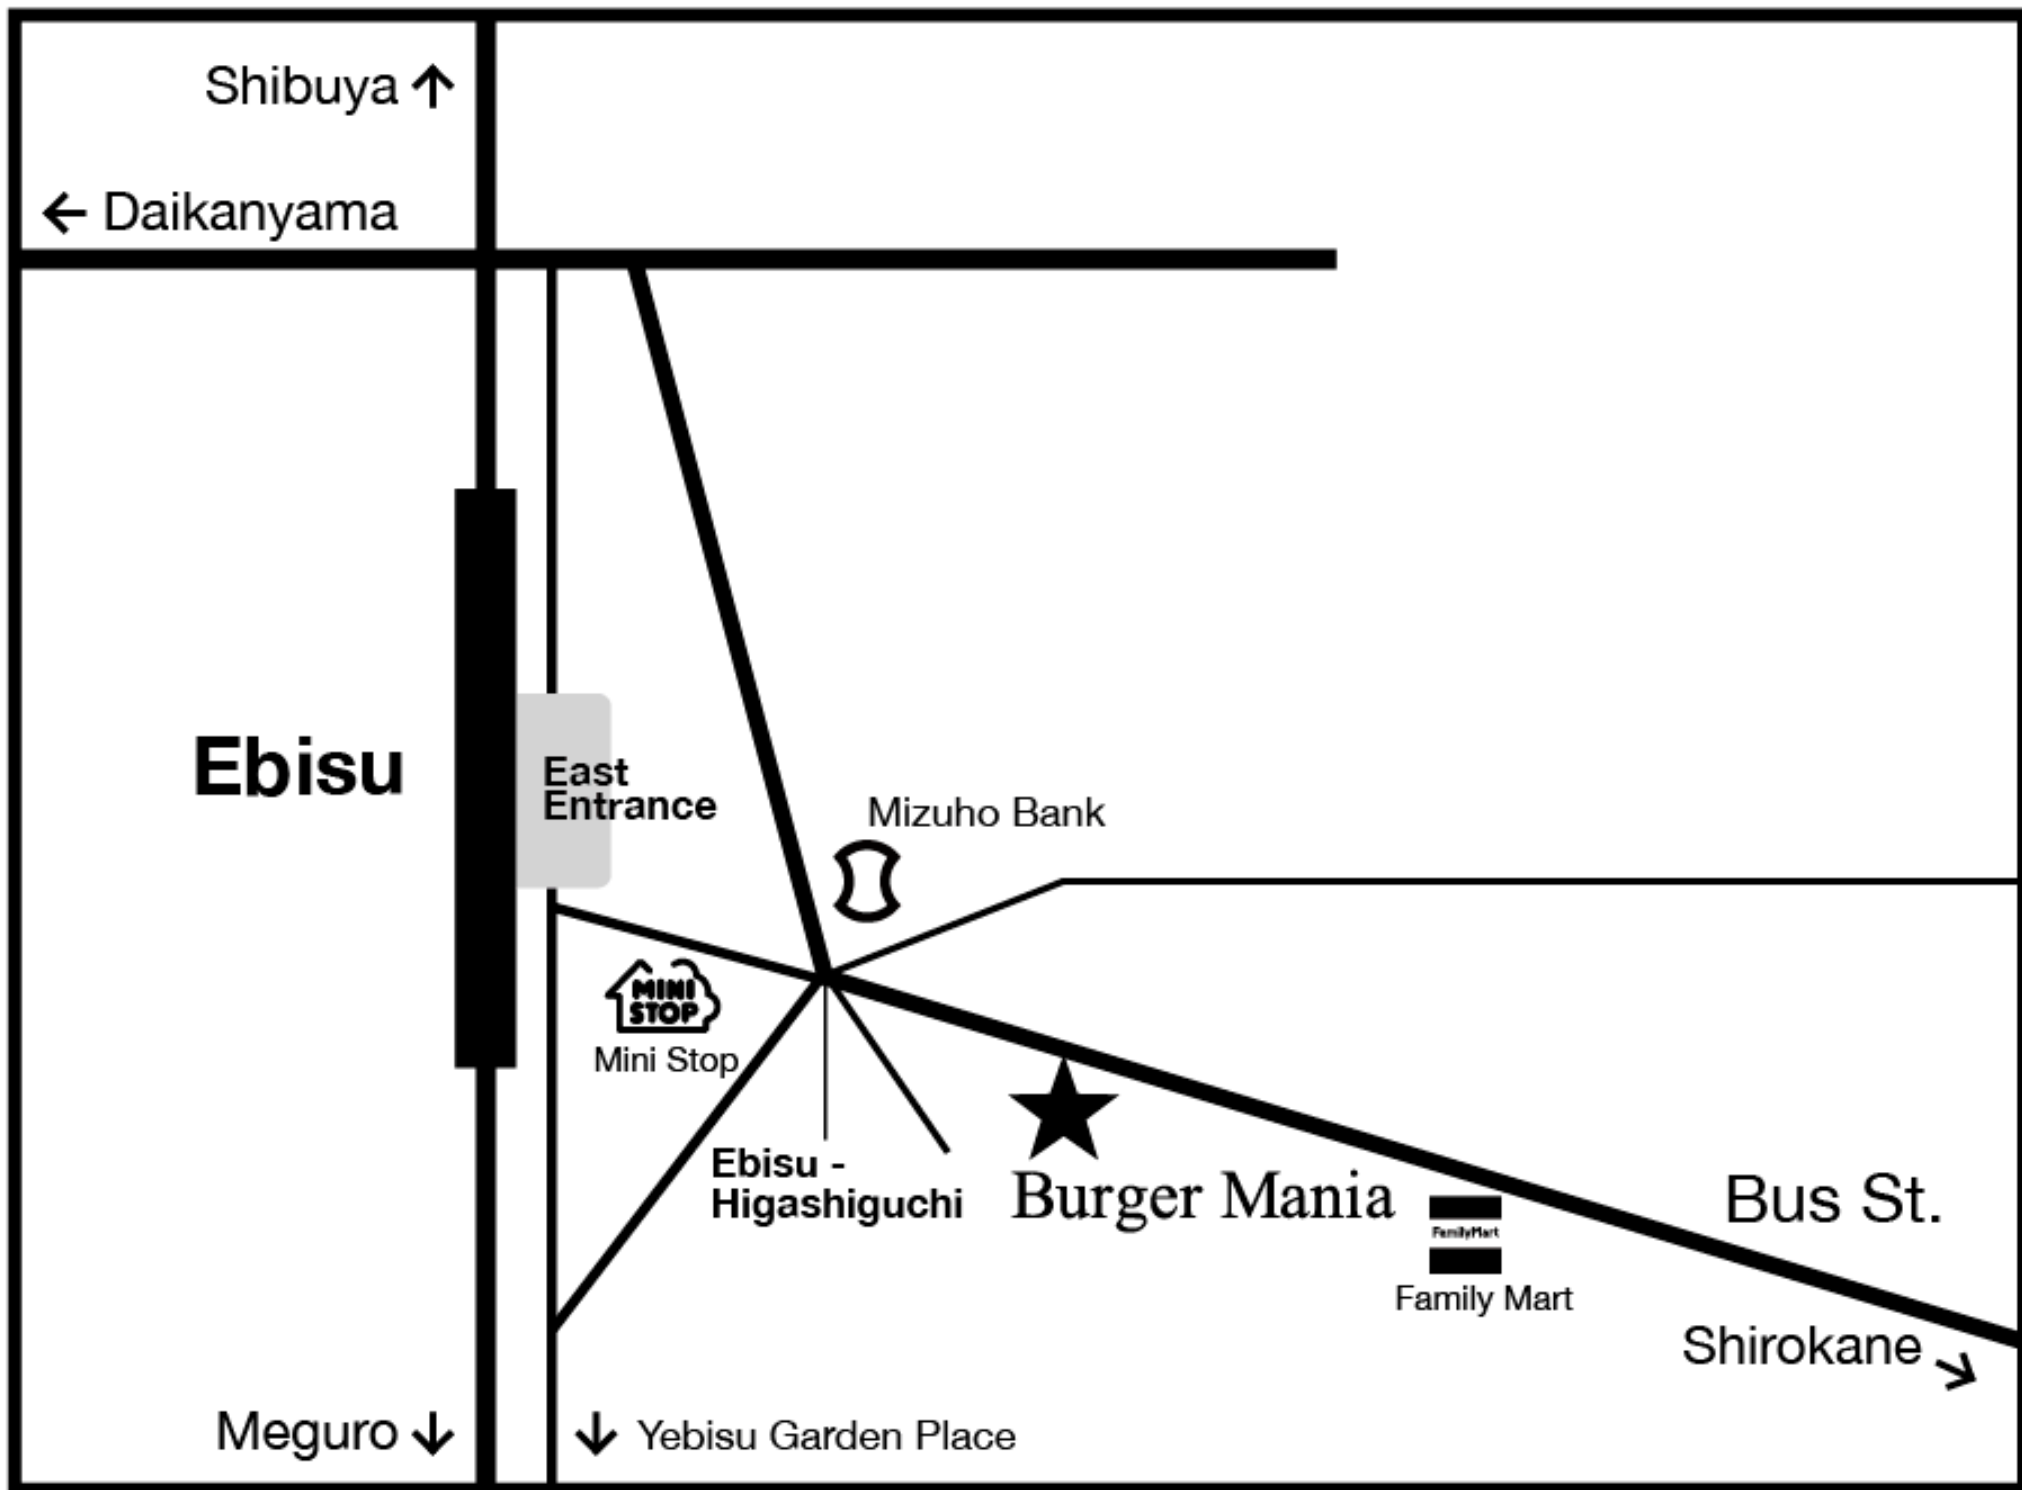 Shibuya ↑
← Daikanyama
Ebisu
East
Entrance
Mizuho Bank
MINI
STOP
Mini Stop
Ebisu -
Higashiguchi
Burger Mania
FamilyMart
Family Mart
Bus St.
Shirokane ↘
Meguro ↓
↓ Yebisu Garden Place